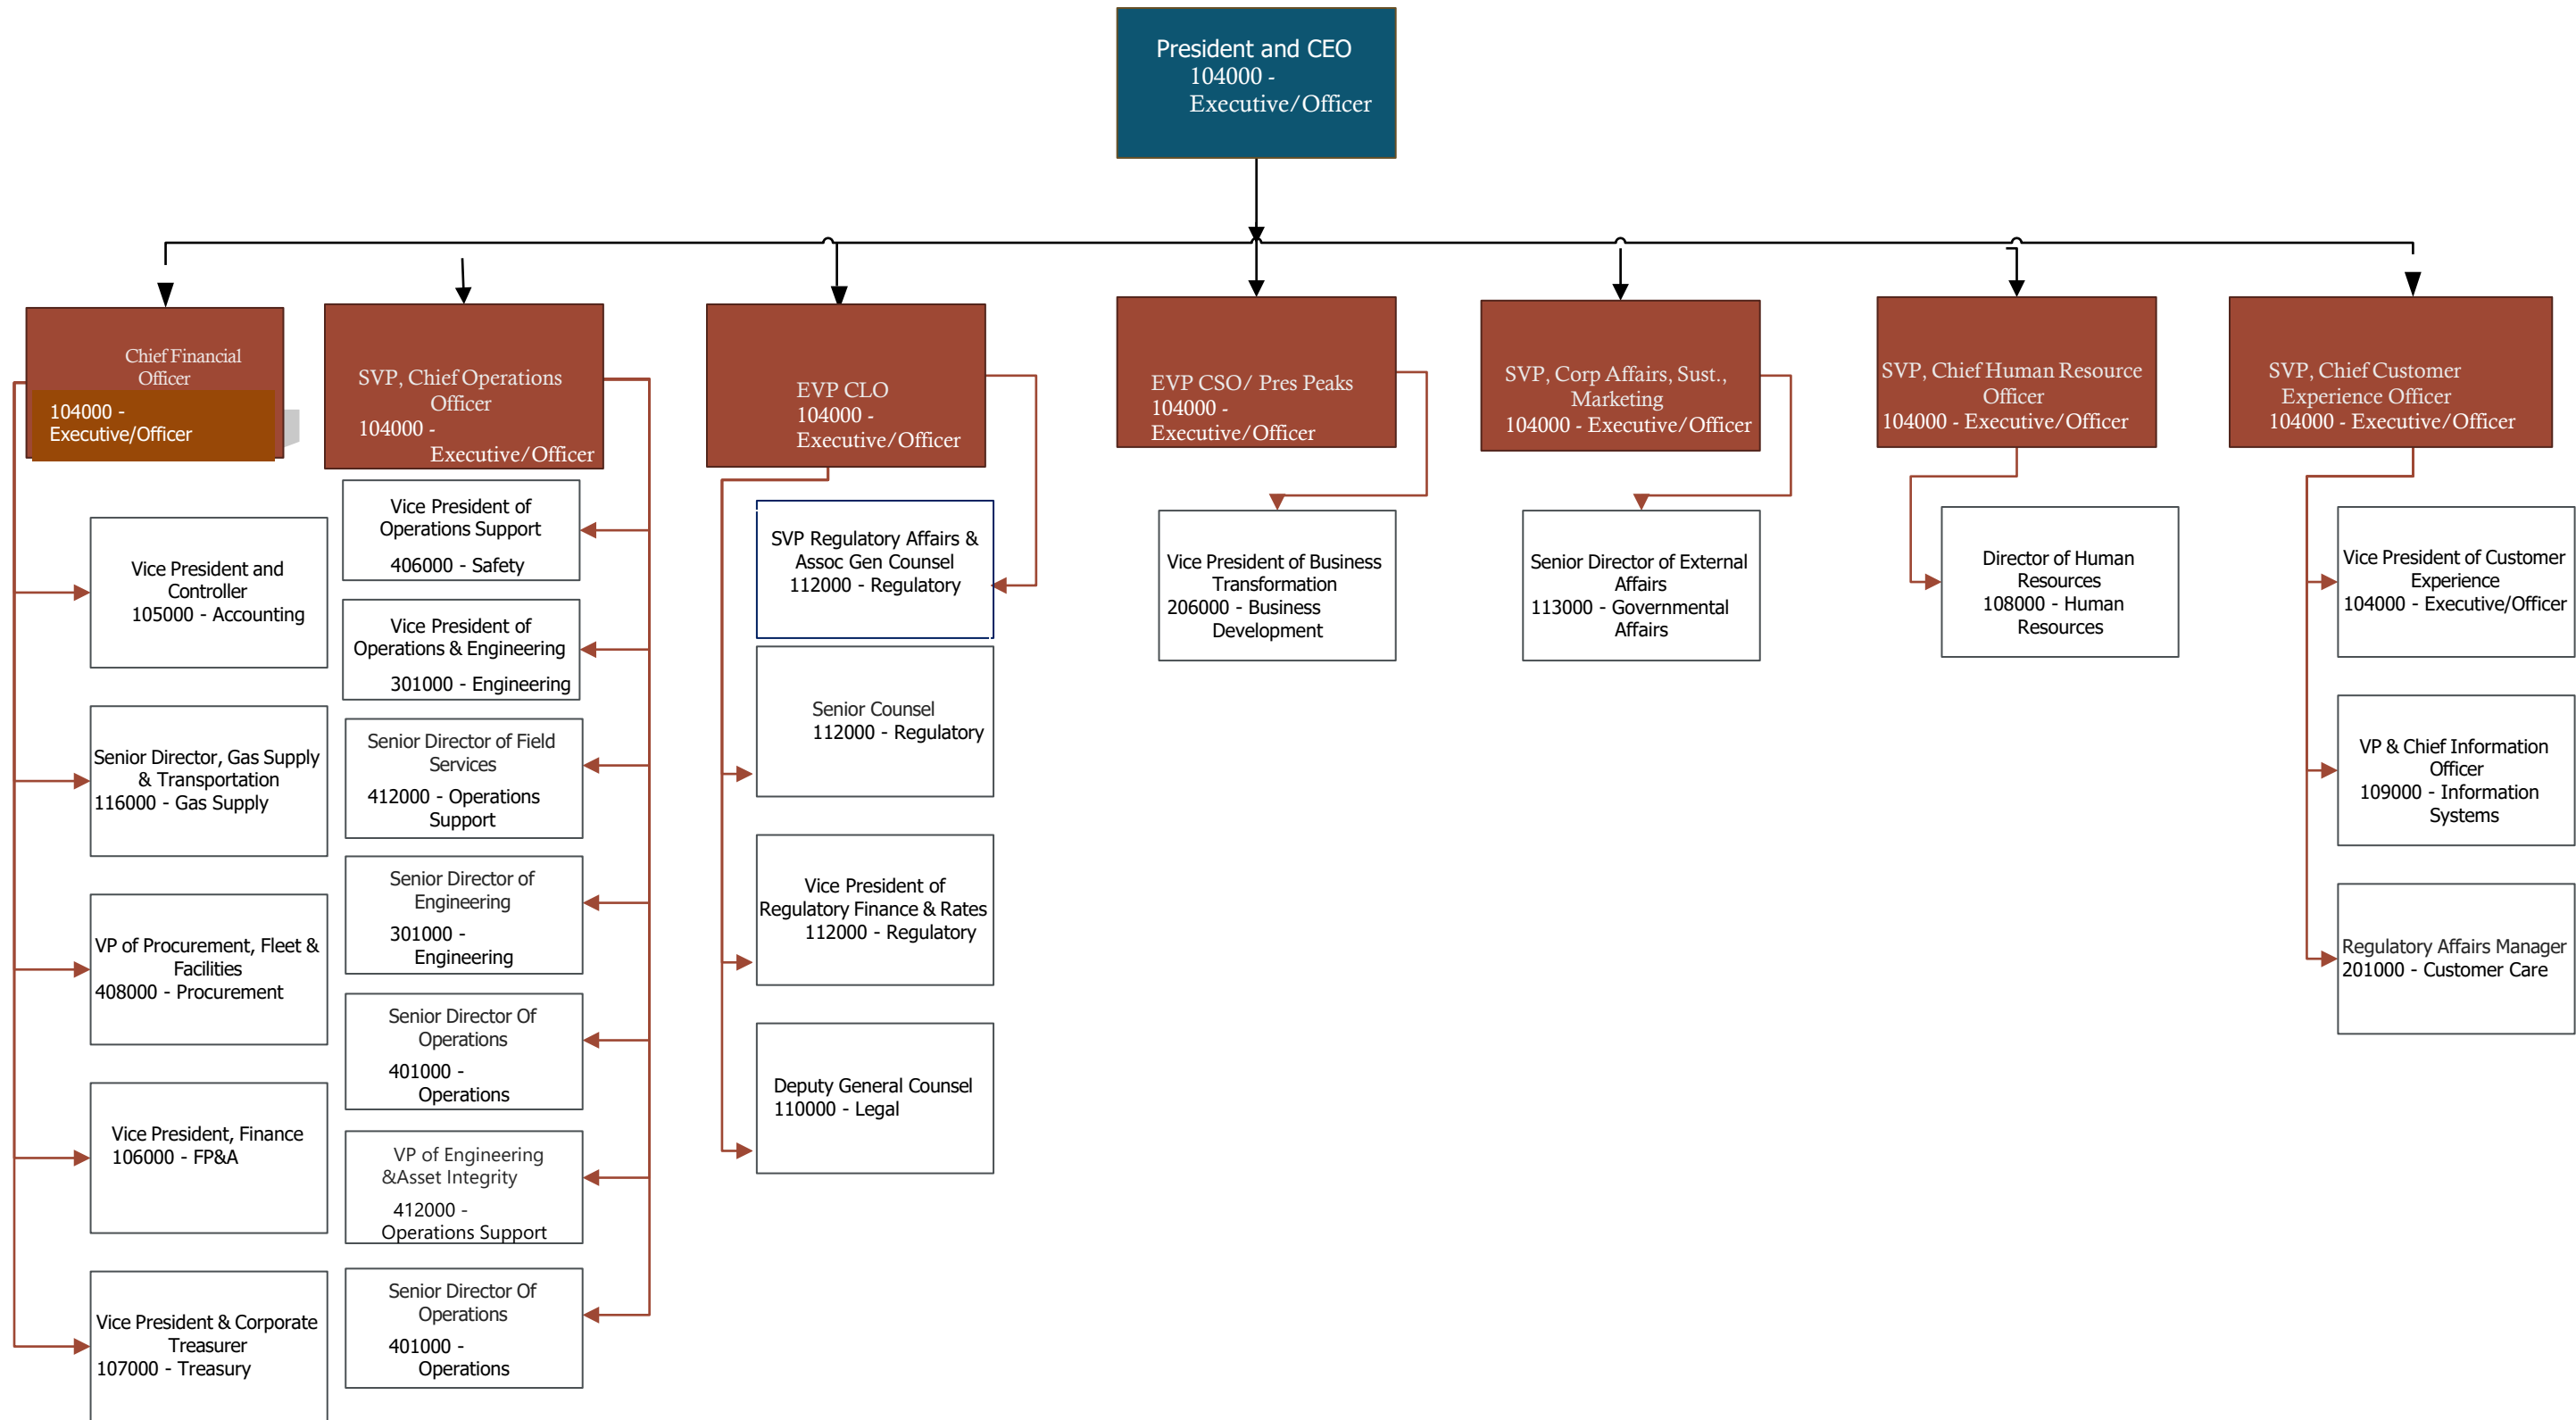 President and CEO
104000 -
Executive/Officer
Chief Financial
Officer
104000 -
Executive/Officer
SVP, Chief Operations
Officer
104000 -
Executive/Officer
EVP CLO
104000 -
Executive/Officer
EVP CSO/ Pres Peaks
104000 -
Executive/Officer
SVP, Corp Affairs, Sust.,
Marketing
104000 - Executive/Officer
SVP, Chief Human Resource
Officer
104000 - Executive/Officer
SVP, Chief Customer
Experience Officer
104000 - Executive/Officer
Vice President and
Controller
105000 - Accounting
Senior Director, Gas Supply
& Transportation
116000 - Gas Supply
VP of Procurement, Fleet &
Facilities
408000 - Procurement
Vice President, Finance
106000 - FP&A
Vice President & Corporate
Treasurer
107000 - Treasury
Vice President of
Operations Support
406000 - Safety
Vice President of
Operations & Engineering
301000 - Engineering
Senior Director of Field
Services
412000 - Operations
Support
Senior Director of
Engineering
301000 -
Engineering
Senior Director Of
Operations
401000 -
Operations
VP of Engineering
&Asset Integrity
412000 -
Operations Support
Senior Director Of
Operations
401000 -
Operations
SVP Regulatory Affairs &
Assoc Gen Counsel
112000 - Regulatory
Senior Counsel
112000 - Regulatory
Vice President of
Regulatory Finance & Rates
112000 - Regulatory
Deputy General Counsel
110000 - Legal
Vice President of Business
Transformation
206000 - Business
Development
Senior Director of External
Affairs
113000 - Governmental
Affairs
Director of Human
Resources
108000 - Human
Resources
Vice President of Customer
Experience
104000 - Executive/Officer
VP & Chief Information
Officer
109000 - Information
Systems
Regulatory Affairs Manager
201000 - Customer Care